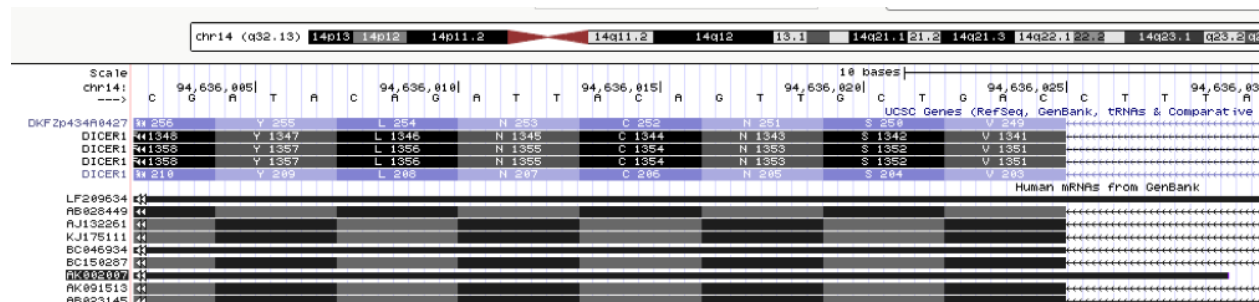 chr14 (q32.13) 14p13 14p12 14p11.2 14q11.2 14q12 13.1 14q21.1 21.2 14q21.3 14q22.1 22.2 14q23.1 q23.2
Scale 10 bases
chr14: 94,636,005| 94,636,010| 94,636,015| 94,636,020| 94,636,025| 94,636,03
---> C G A T A C A G A T T A C A G T T G C T G A C C T T T A
UCSC Genes (RefSeq, GenBank, tRNAs & Comparative
DKFZp434A0427 256 Y 255 L 254 N 253 C 252 N 251 S 250 V 249
DICER1 1348 Y 1347 L 1346 N 1345 C 1344 N 1343 S 1342 V 1341
DICER1 1358 Y 1357 L 1356 N 1355 C 1354 N 1353 S 1352 V 1351
DICER1 1358 Y 1357 L 1356 N 1355 C 1354 N 1353 S 1352 V 1351
DICER1 210 Y 209 L 208 N 207 C 206 N 205 S 204 V 203
Human mRNAs from GenBank
LF209634
AB028449
AJ132261
KJ175111
BC046934
BC150287
AK002007
AK091513
AB023145